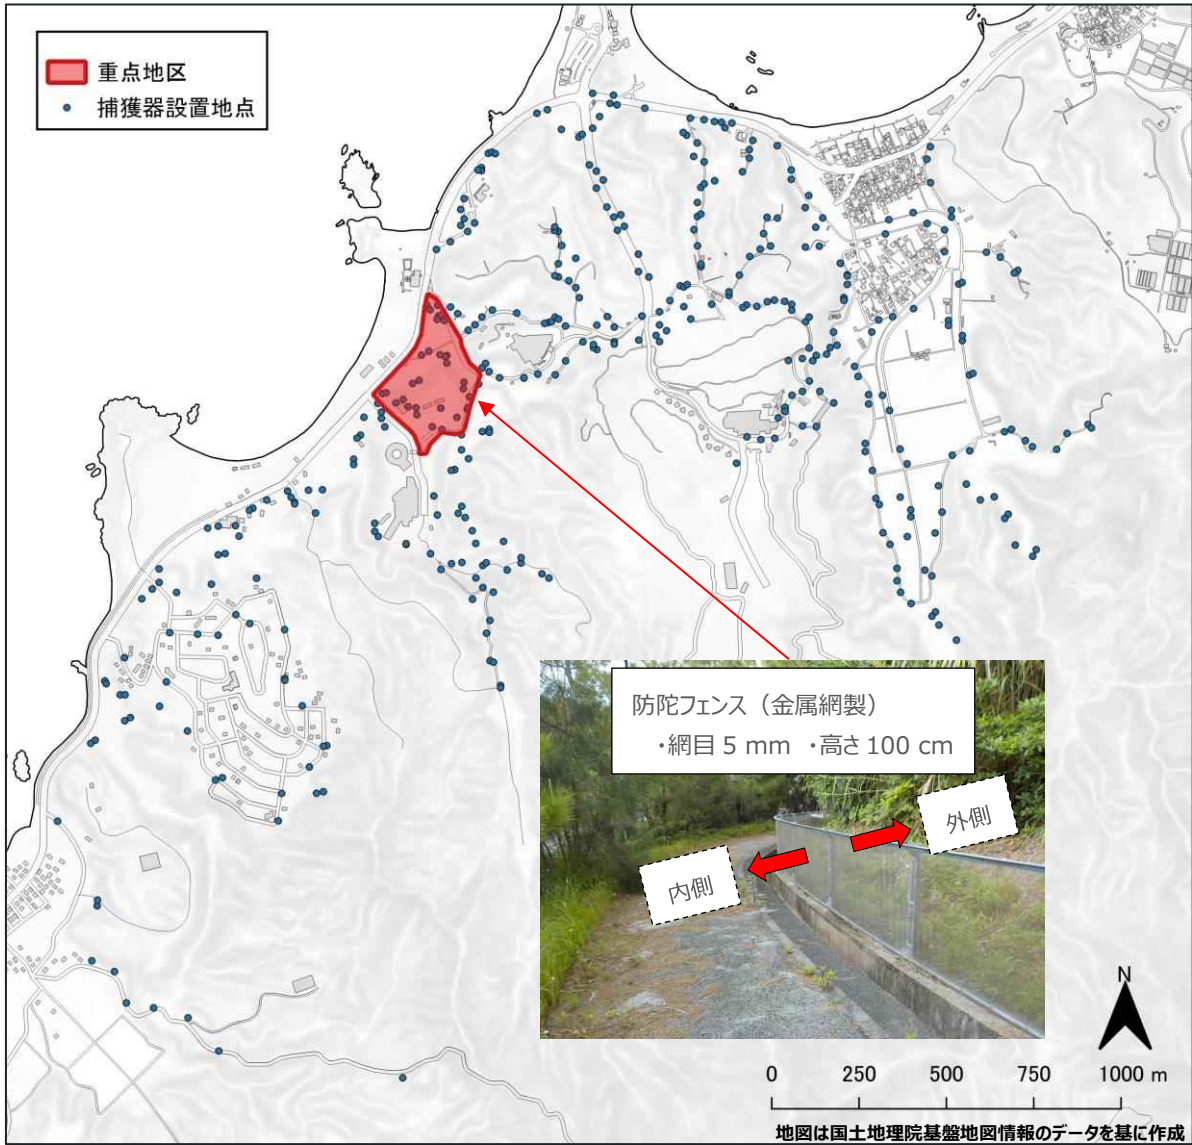 重点地区
捕獲器設置地点
防陀フェンス（金属網製）
・網目 5 mm ・高さ 100 cm
外側
内側
N
0 250 500 750 1000 m
地図は国土地理院基盤地図情報のデータを基に作成